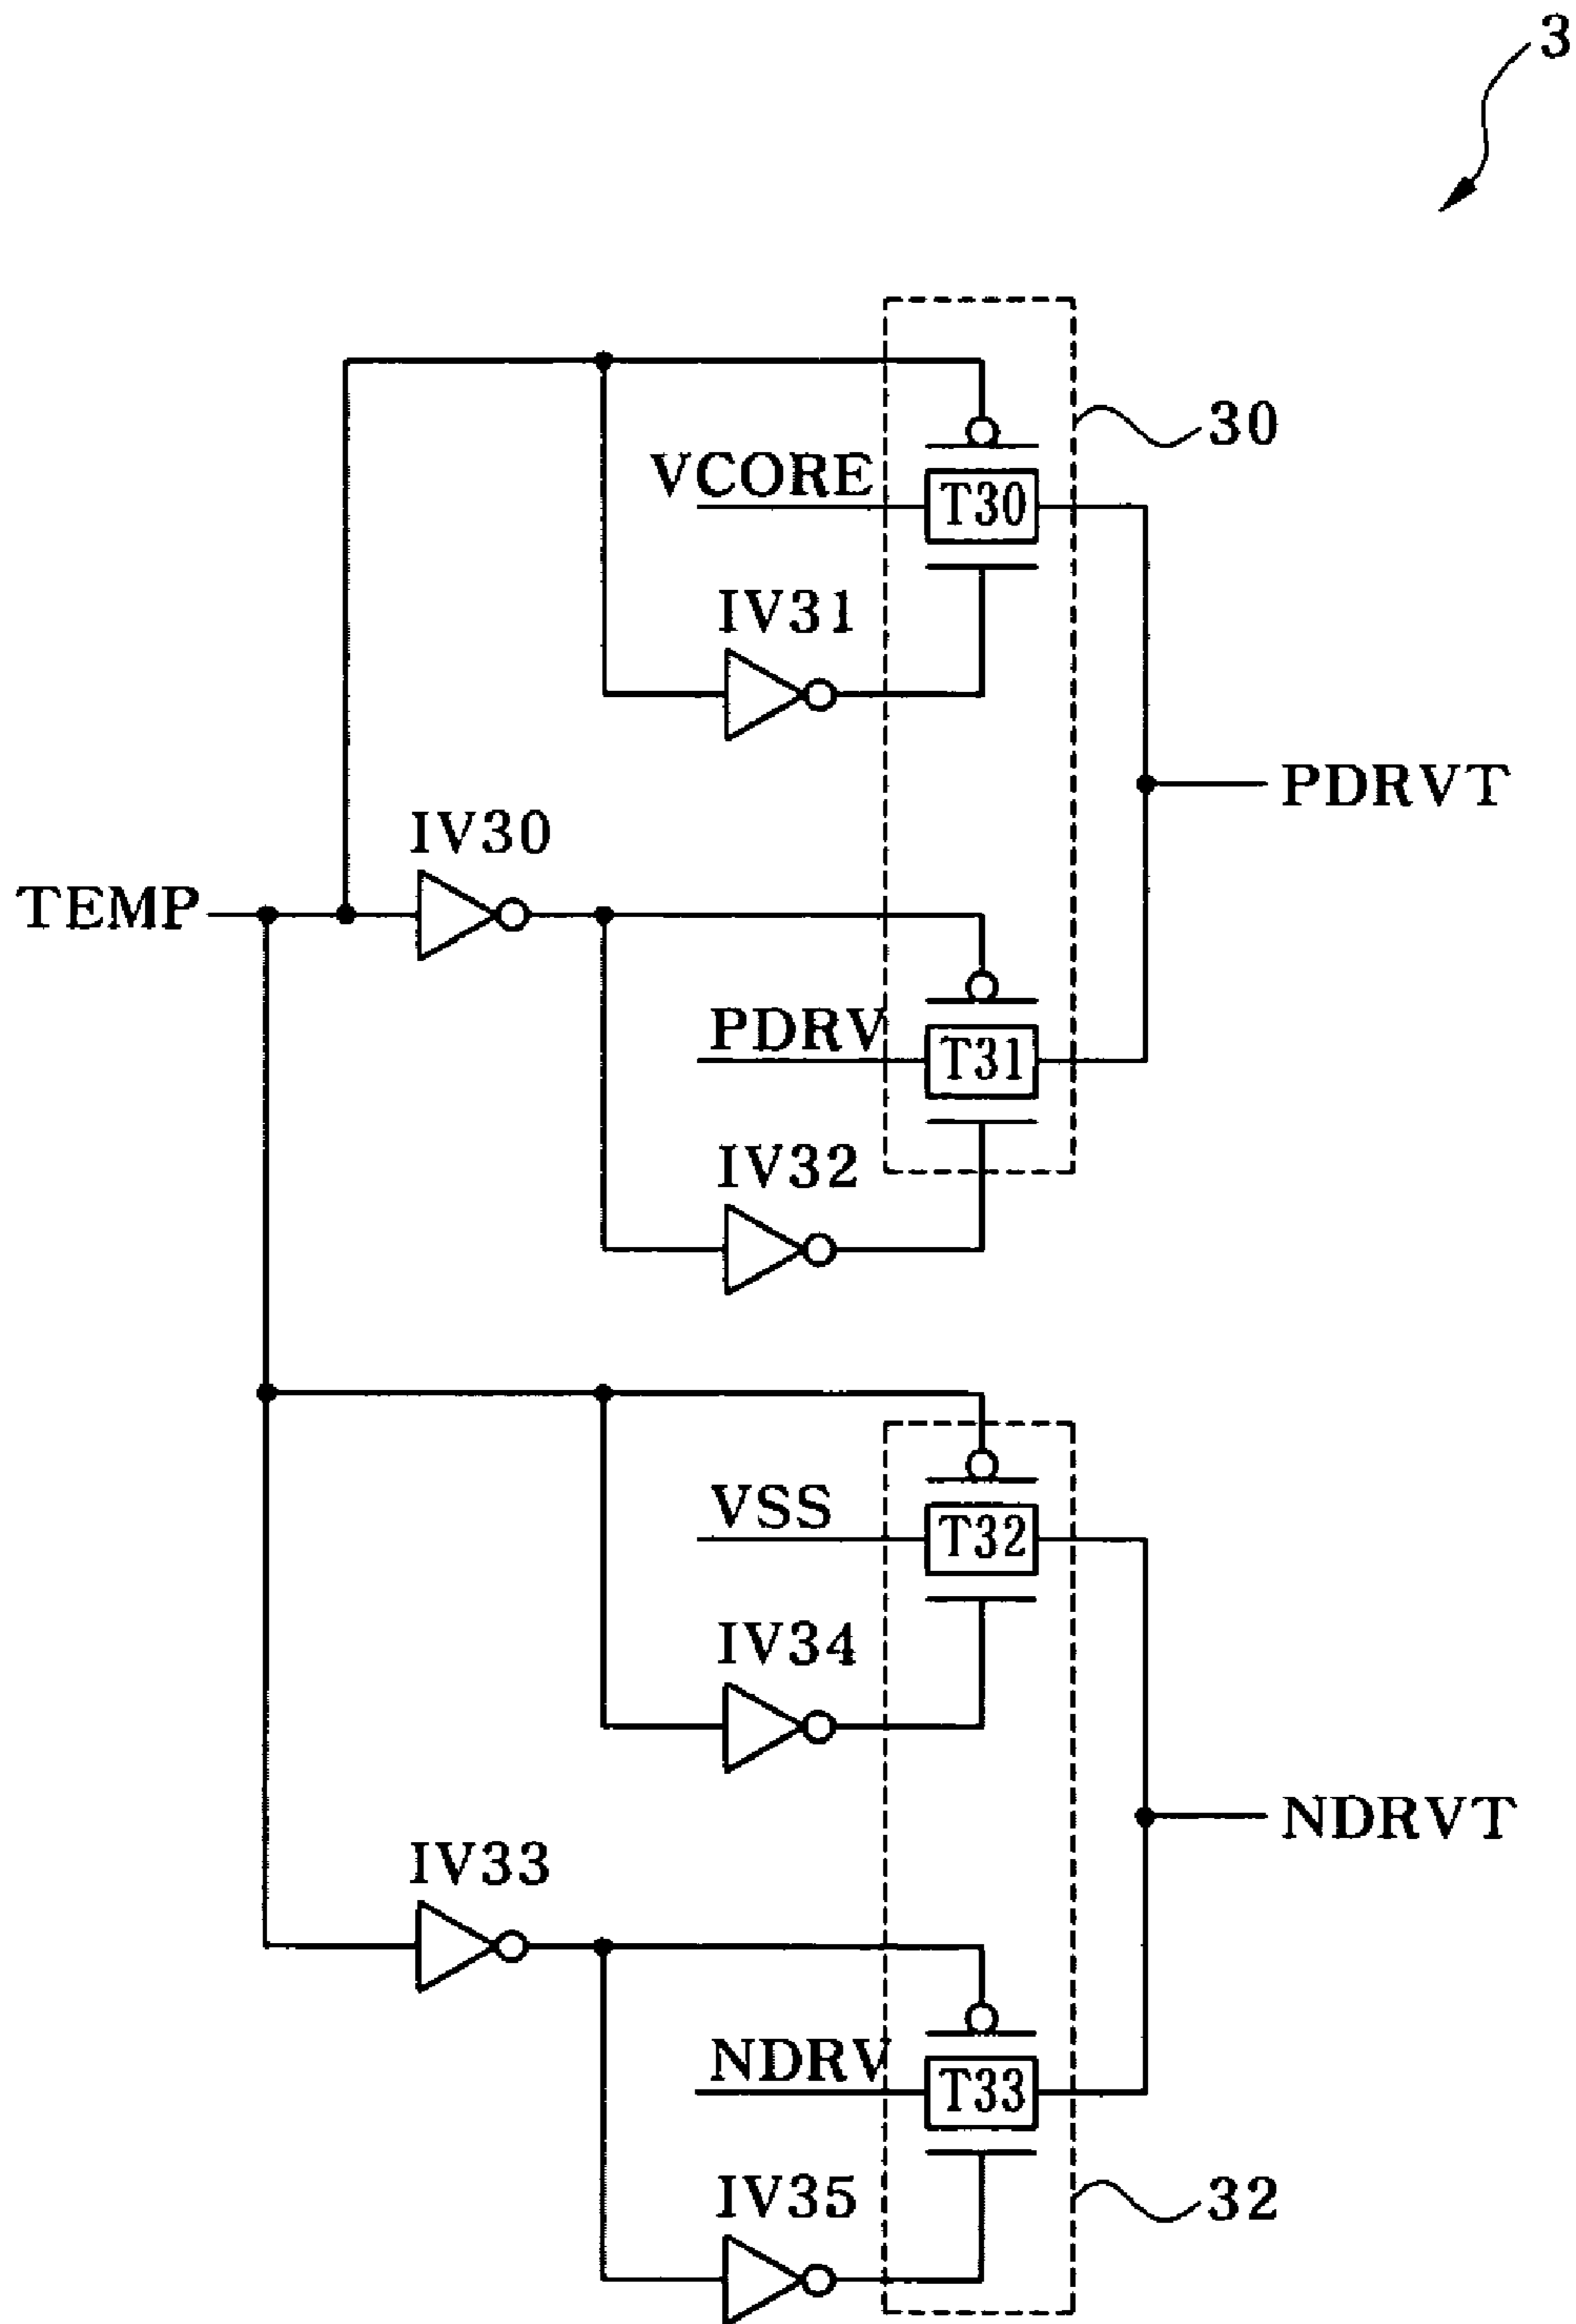 3
30
VCORE
T30
IV31
PDRVT
IV30
TEMP
PDRV
T31
IV32
VSS
T32
IV34
NDRVT
IV33
NDRV
T33
IV35
32